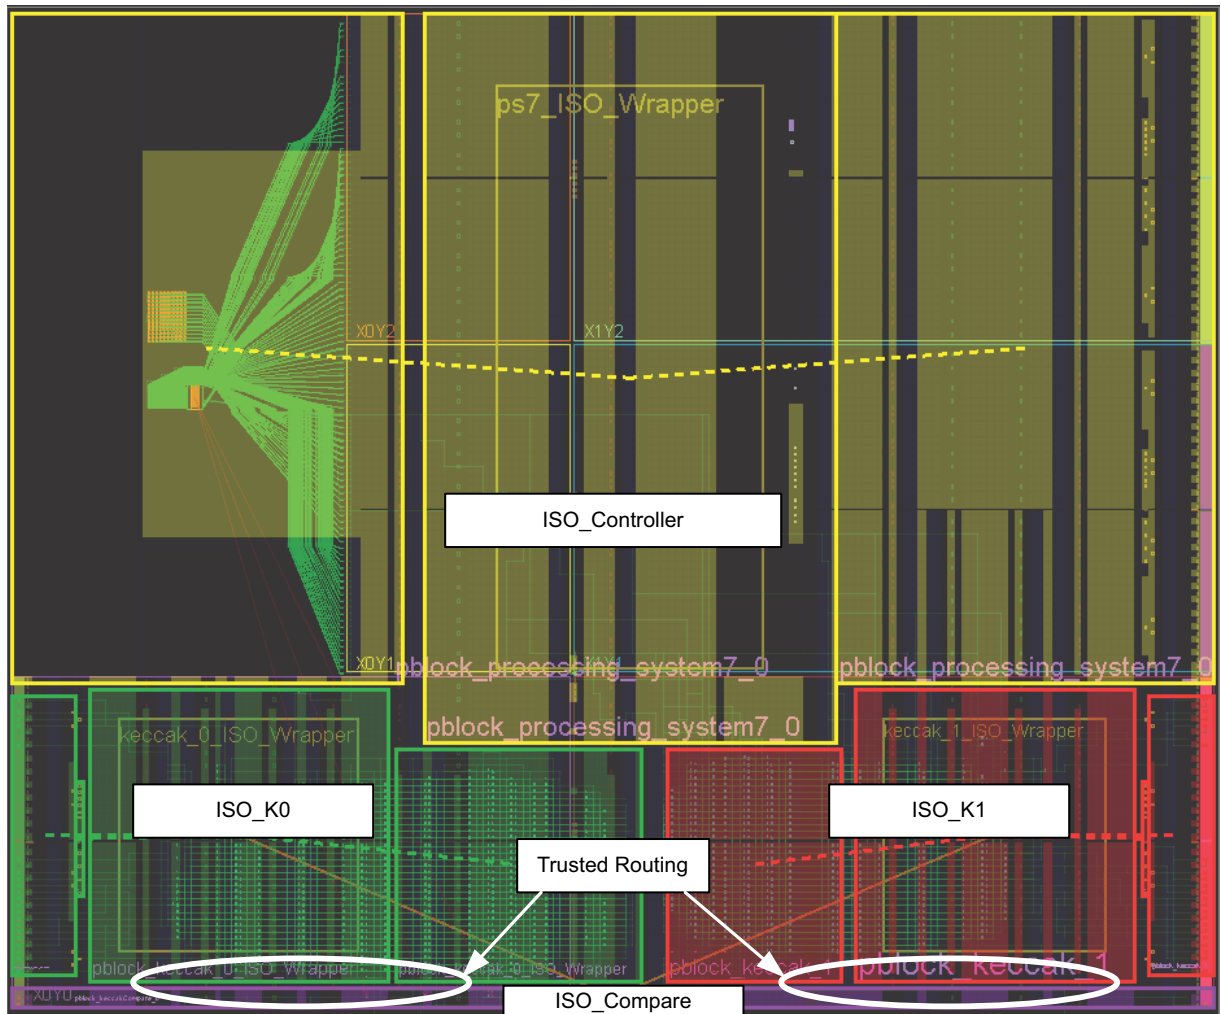 ps7_ISO_Wrapper
X0Y2
X1Y2
ISO_Controller
X0Y1
pblock_processing_system7_0
pblock_processing_system7_0
pblock_processing_system7_0
keccak_0_ISO_Wrapper
keccak_1_ISO_Wrapper
ISO_K0
ISO_K1
Trusted Routing
pblock_keccak_0_ISO_Wrapper
pblock_keccak_0_ISO_Wrapper
pblock_keccak_1
pblock_keccak_1
X0Y0
ISO_Compare